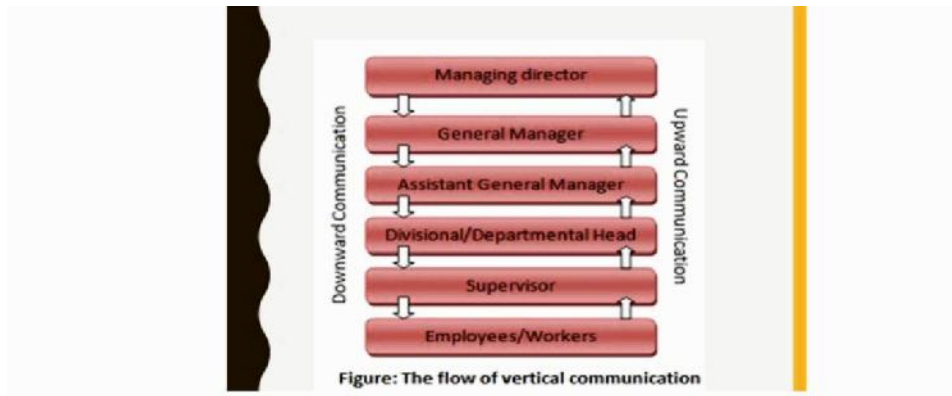 Managing director
General Manager
Assistant General Manager
Divisional/Departmental Head
Supervisor
Employees/Workers
Downward Communication
Upward Communication
Figure: The flow of vertical communication